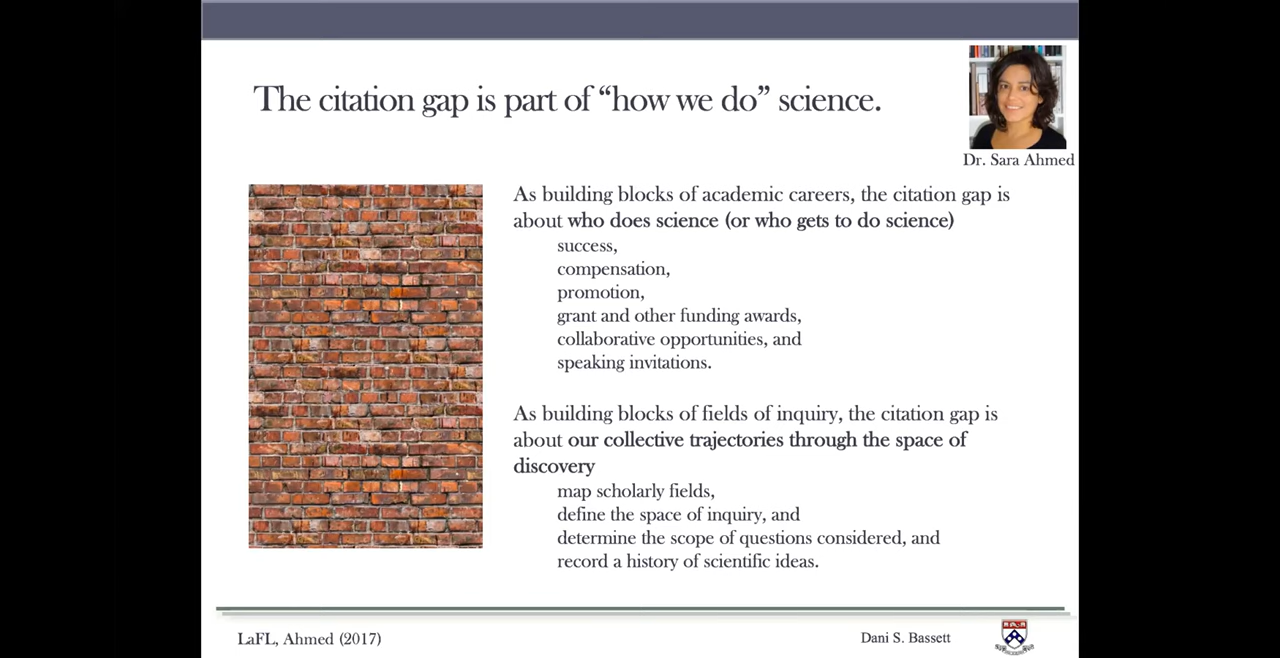 The citation gap is part of “how we do” science.
Dr. Sara Ahmed
As building blocks of academic careers, the citation gap is
about who does science (or who gets to do science)
success,
compensation,
promotion,
grant and other funding awards,
collaborative opportunities, and
speaking invitations.
As building blocks of fields of inquiry, the citation gap is
about our collective trajectories through the space of
discovery
map scholarly fields,
define the space of inquiry, and
determine the scope of questions considered, and
record a history of scientific ideas.
LaFL, Ahmed (2017)
Dani S. Bassett